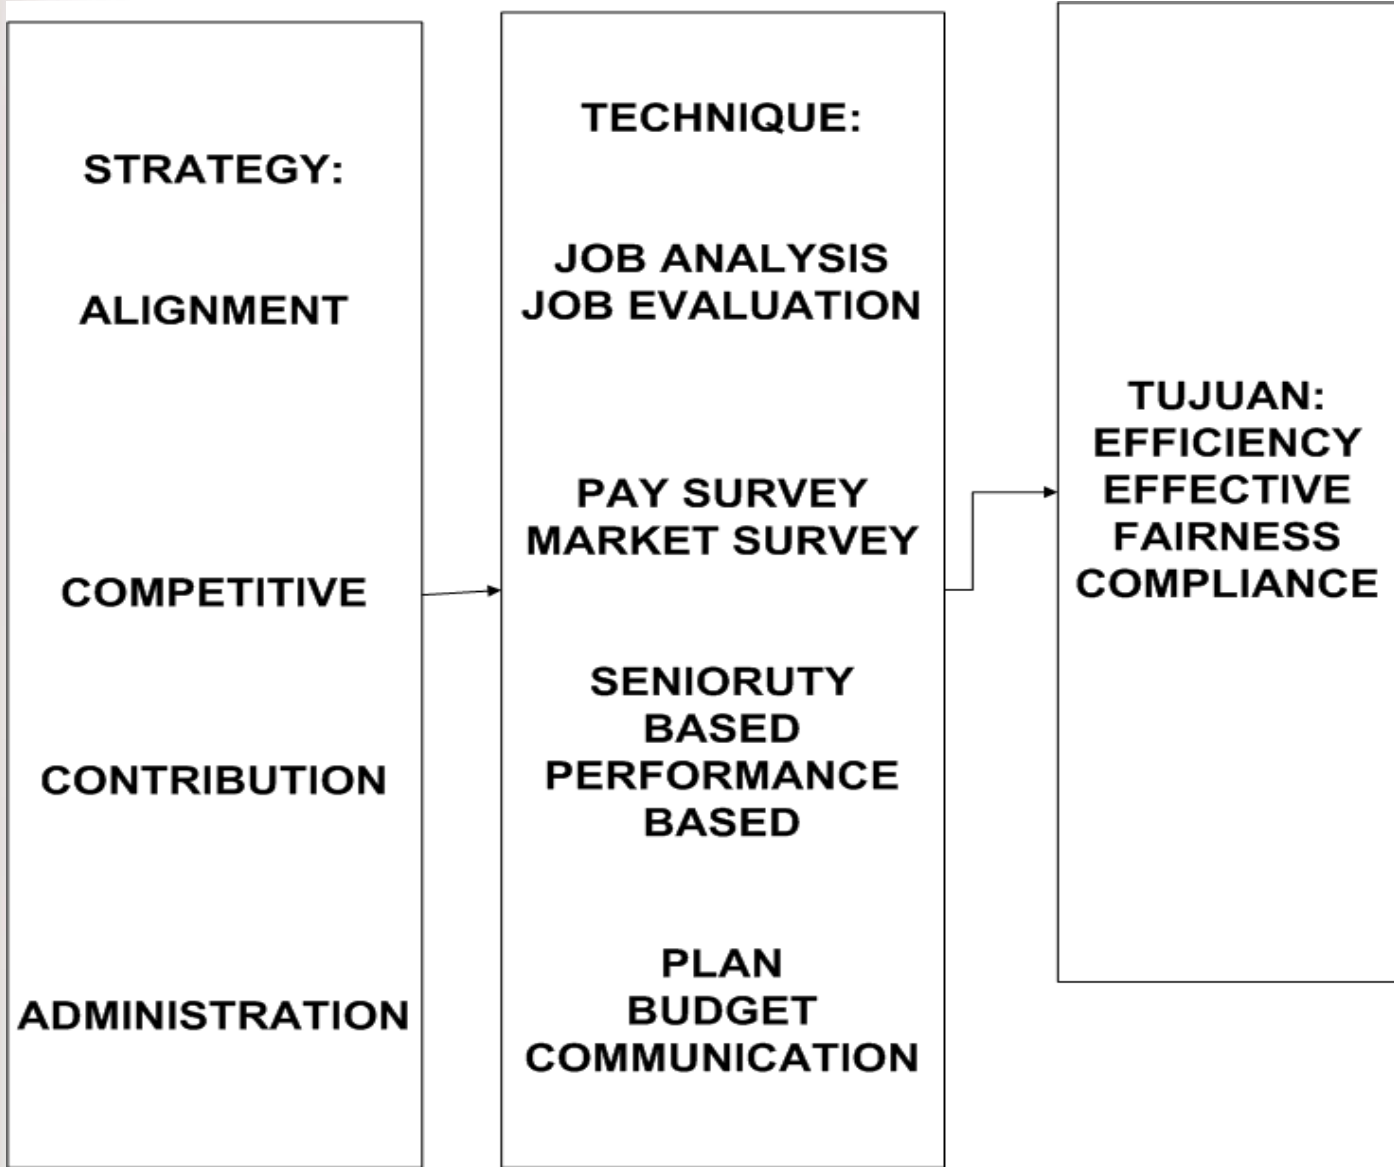 STRATEGY:
ALIGNMENT
COMPETITIVE
CONTRIBUTION
ADMINISTRATION
TECHNIQUE:
JOB ANALYSIS
JOB EVALUATION
PAY SURVEY
MARKET SURVEY
SENIORUTY
BASED
PERFORMANCE
BASED
PLAN
BUDGET
COMMUNICATION
TUJUAN:
EFFICIENCY
EFFECTIVE
FAIRNESS
COMPLIANCE